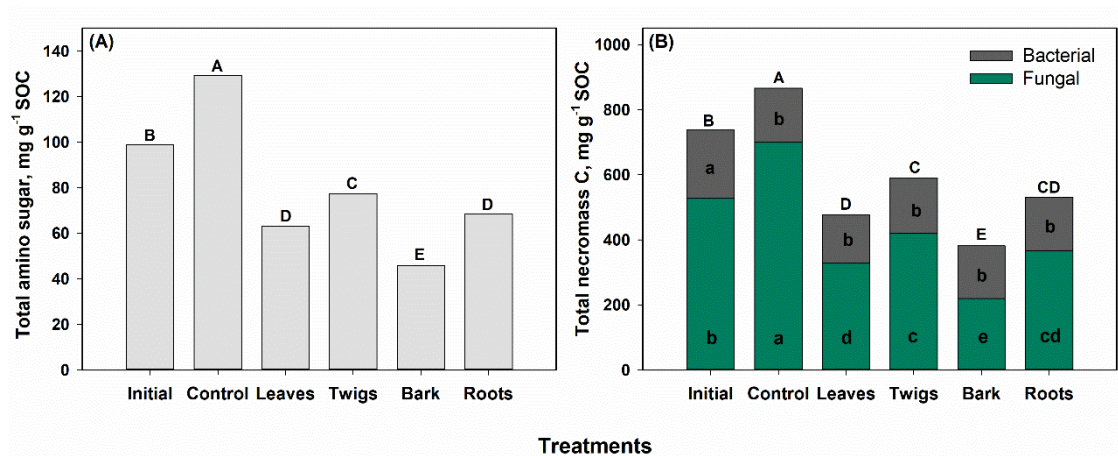 (A)
Total amino sugar, mg g⁻¹ SOC
140
120
100
80
60
40
20
0
B
A
D
C
E
D
Initial Control Leaves Twigs Bark Roots
(B)
Total necromass C, mg g⁻¹ SOC
1000
800
600
400
200
0
Bacterial
Fungal
B
A
D
C
E
CD
a
b
b
b
b
b
b
a
d
c
e
cd
Initial Control Leaves Twigs Bark Roots
Treatments